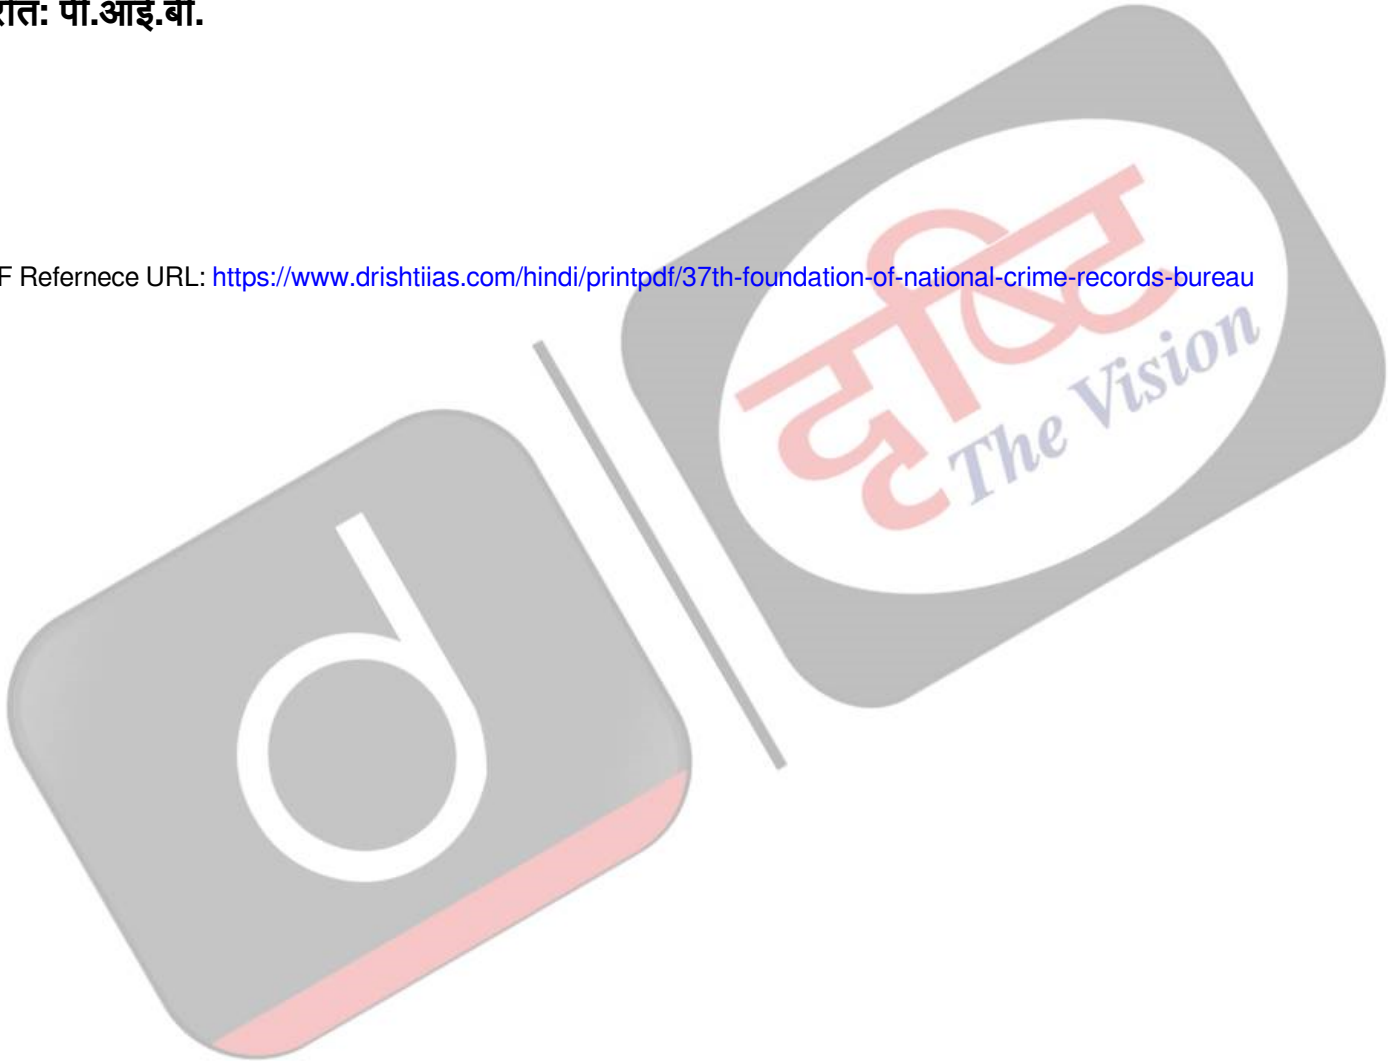 रोत: पी.आई.बी.
F Refernece URL: https://www.drishtiias.com/hindi/printpdf/37th-foundation-of-national-crime-records-bureau
दृष्टि
The Vision
d